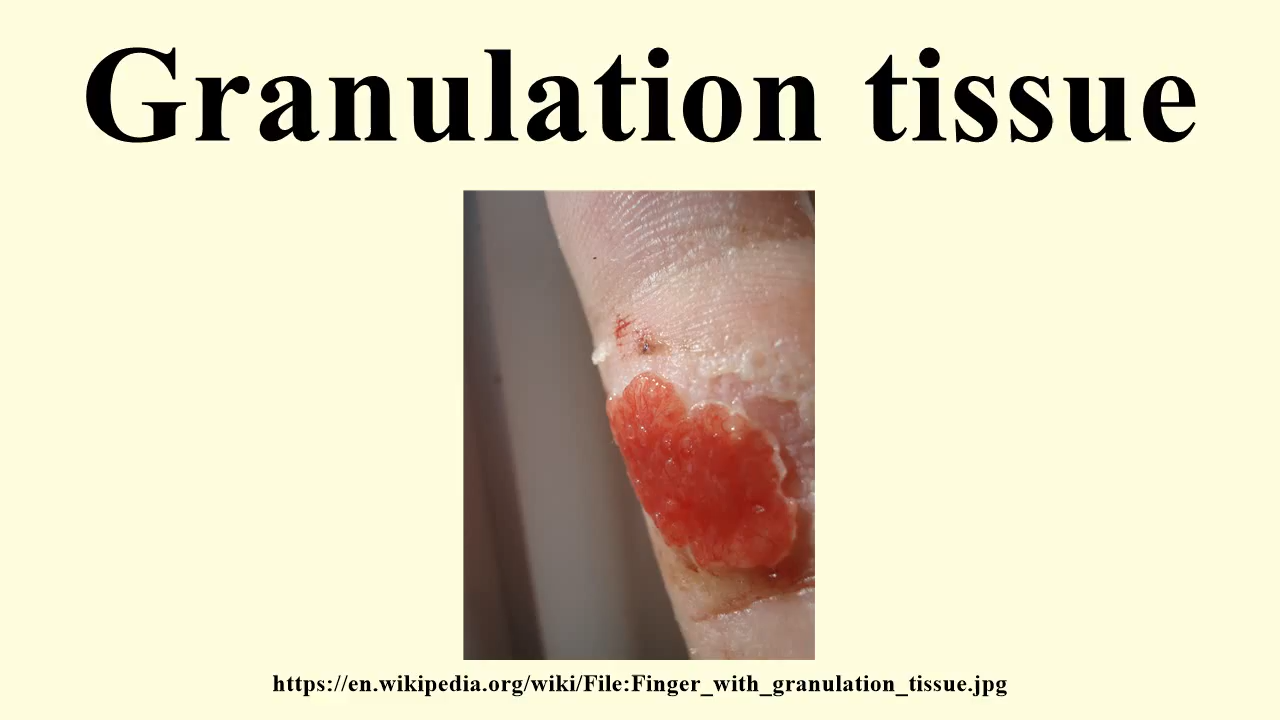 Granulation tissue
https://en.wikipedia.org/wiki/File:Finger_with_granulation_tissue.jpg